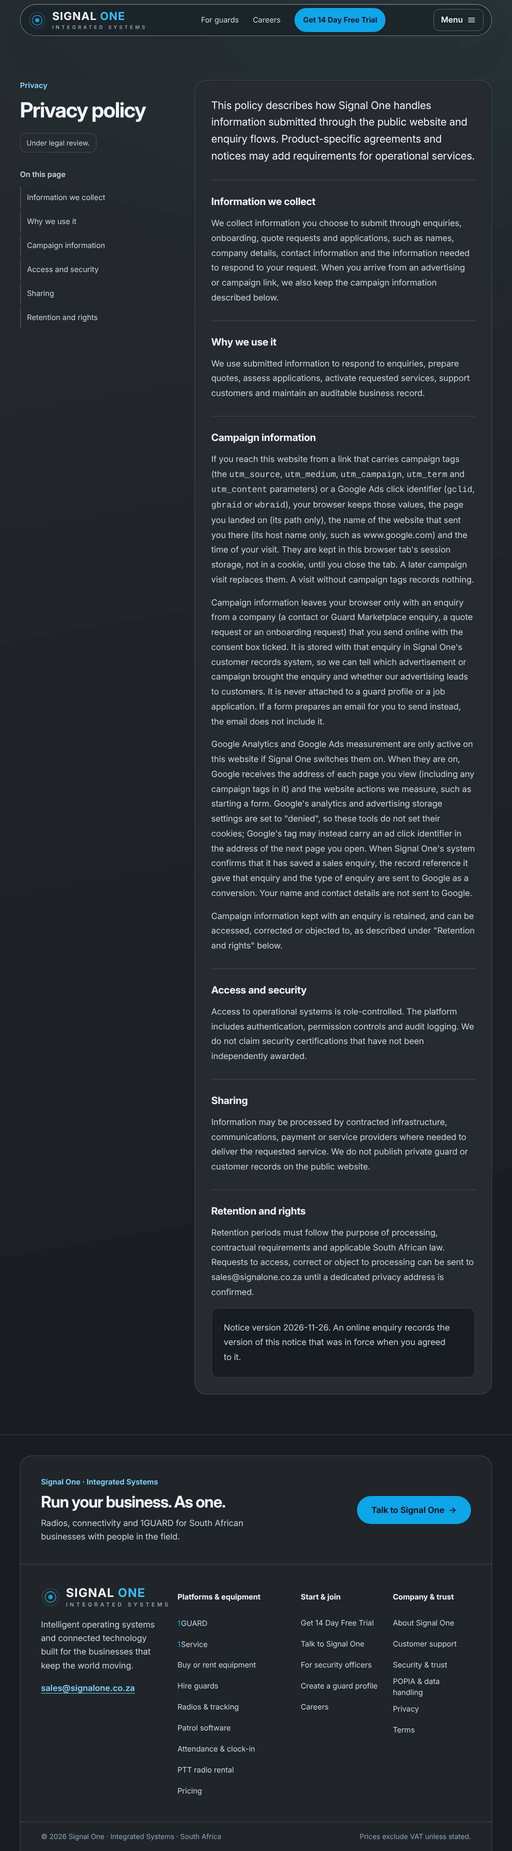 SIGNAL ONE
INTEGRATED SYSTEMS
For guards
Careers
Get 14 Day Free Trial
Menu
Privacy
Privacy policy
Under legal review.
On this page
Information we collect
Why we use it
Campaign information
Access and security
Sharing
Retention and rights
This policy describes how Signal One handles
information submitted through the public website and
enquiry flows. Product-specific agreements and
notices may add requirements for operational services.
Information we collect
We collect information you choose to submit through enquiries,
onboarding, quote requests and applications, such as names,
company details, contact information and the information needed
to respond to your request. When you arrive from an advertising
or campaign link, we also keep the campaign information
described below.
Why we use it
We use submitted information to respond to enquiries, prepare
quotes, assess applications, activate requested services, support
customers and maintain an auditable business record.
Campaign information
If you reach this website from a link that carries campaign tags
(the utm_source, utm_medium, utm_campaign, utm_term and
utm_content parameters) or a Google Ads click identifier (gclid,
gbraid or wbraid), your browser keeps those values, the page
you landed on (its path only), the name of the website that sent
you there (its host name only, such as www.google.com) and the
time of your visit. They are kept in this browser tab's session
storage, not in a cookie, until you close the tab. A later campaign
visit replaces them. A visit without campaign tags records nothing.
Campaign information leaves your browser only with an enquiry
from a company (a contact or Guard Marketplace enquiry, a quote
request or an onboarding request) that you send online with the
consent box ticked. It is stored with that enquiry in Signal One's
customer records system, so we can tell which advertisement or
campaign brought the enquiry and whether our advertising leads
to customers. It is never attached to a guard profile or a job
application. If a form prepares an email for you to send instead,
the email does not include it.
Google Analytics and Google Ads measurement are only active on
this website if Signal One switches them on. When they are on,
Google receives the address of each page you view (including any
campaign tags in it) and the website actions we measure, such as
starting a form. Google's analytics and advertising storage
settings are set to "denied", so these tools do not set their
cookies; Google's tag may instead carry an ad click identifier in
the address of the next page you open. When Signal One's system
confirms that it has saved a sales enquiry, the record reference it
gave that enquiry and the type of enquiry are sent to Google as a
conversion. Your name and contact details are not sent to Google.
Campaign information kept with an enquiry is retained, and can be
accessed, corrected or objected to, as described under "Retention
and rights" below.
Access and security
Access to operational systems is role-controlled. The platform
includes authentication, permission controls and audit logging. We
do not claim security certifications that have not been
independently awarded.
Sharing
Information may be processed by contracted infrastructure,
communications, payment or service providers where needed to
deliver the requested service. We do not publish private guard or
customer records on the public website.
Retention and rights
Retention periods must follow the purpose of processing,
contractual requirements and applicable South African law.
Requests to access, correct or object to processing can be sent to
sales@signalone.co.za until a dedicated privacy address is
confirmed.
Notice version 2026-11-26. An online enquiry records the
version of this notice that was in force when you agreed
to it.
Signal One · Integrated Systems
Run your business. As one.
Radios, connectivity and 1GUARD for South African
businesses with people in the field.
Talk to Signal One →
SIGNAL ONE
INTEGRATED SYSTEMS
Intelligent operating systems
and connected technology
built for the businesses that
keep the world moving.
sales@signalone.co.za
Platforms & equipment
1GUARD
1Service
Buy or rent equipment
Hire guards
Radios & tracking
Patrol software
Attendance & clock-in
PTT radio rental
Pricing
Start & join
Get 14 Day Free Trial
Talk to Signal One
For security officers
Create a guard profile
Careers
Company & trust
About Signal One
Customer support
Security & trust
POPIA & data
handling
Privacy
Terms
© 2026 Signal One · Integrated Systems · South Africa
Prices exclude VAT unless stated.